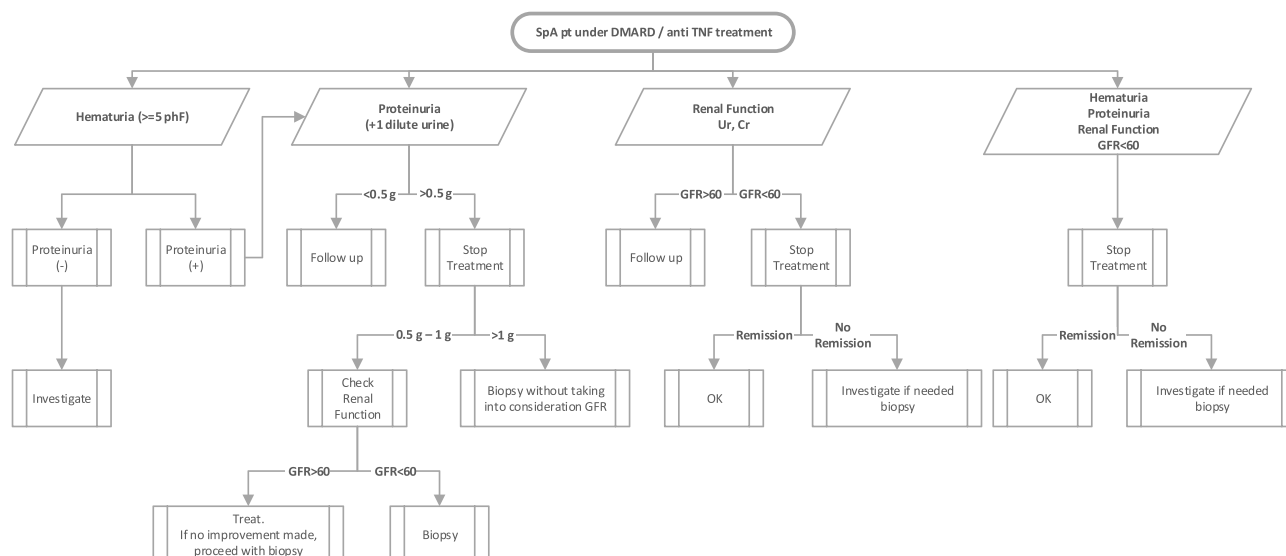 SpA pt under DMARD / anti TNF treatment
Hematuria (>=5 phF)
Proteinuria
(+1 dilute urine)
Renal Function
Ur, Cr
Hematuria
Proteinuria
Renal Function
GFR<60
<0.5 g
>0.5 g
GFR>60
GFR<60
Proteinuria
(-)
Proteinuria
(+)
Follow up
Stop
Treatment
Follow up
Stop
Treatment
Stop
Treatment
0.5 g – 1 g
>1 g
Remission
No
Remission
Remission
No
Remission
Investigate
Check
Renal
Function
Biopsy without taking
into consideration GFR
OK
Investigate if needed
biopsy
OK
Investigate if needed
biopsy
GFR>60
GFR<60
Treat.
If no improvement made,
proceed with biopsy
Biopsy